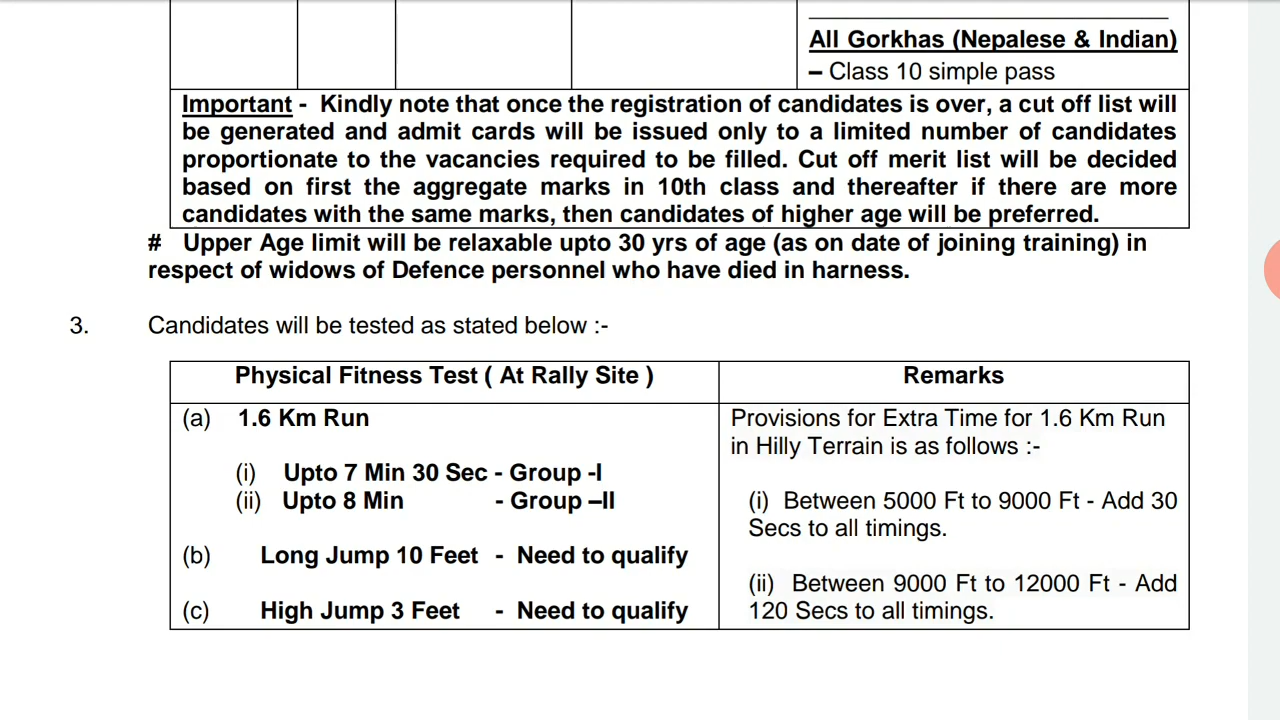 All Gorkhas (Nepalese & Indian)
– Class 10 simple pass
Important - Kindly note that once the registration of candidates is over, a cut off list will
be generated and admit cards will be issued only to a limited number of candidates
proportionate to the vacancies required to be filled. Cut off merit list will be decided
based on first the aggregate marks in 10th class and thereafter if there are more
candidates with the same marks, then candidates of higher age will be preferred.
# Upper Age limit will be relaxable upto 30 yrs of age (as on date of joining training) in
respect of widows of Defence personnel who have died in harness.
3. Candidates will be tested as stated below :-
Physical Fitness Test ( At Rally Site )
Remarks
(a) 1.6 Km Run
(i) Upto 7 Min 30 Sec - Group -I
(ii) Upto 8 Min - Group –II
(b) Long Jump 10 Feet - Need to qualify
(c) High Jump 3 Feet - Need to qualify
Provisions for Extra Time for 1.6 Km Run
in Hilly Terrain is as follows :-
(i) Between 5000 Ft to 9000 Ft - Add 30
Secs to all timings.
(ii) Between 9000 Ft to 12000 Ft - Add
120 Secs to all timings.